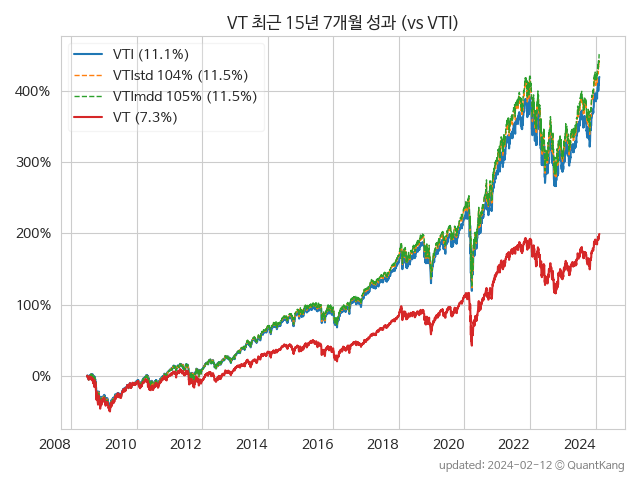 VT 최근 15년 7개월 성과 (vs VTI)
VTI (11.1%)
VTIstd 104% (11.5%)
VTImdd 105% (11.5%)
VT (7.3%)
400%
300%
200%
100%
0%
2008 2010 2012 2014 2016 2018 2020 2022 2024
updated: 2024-02-12 © QuantKang